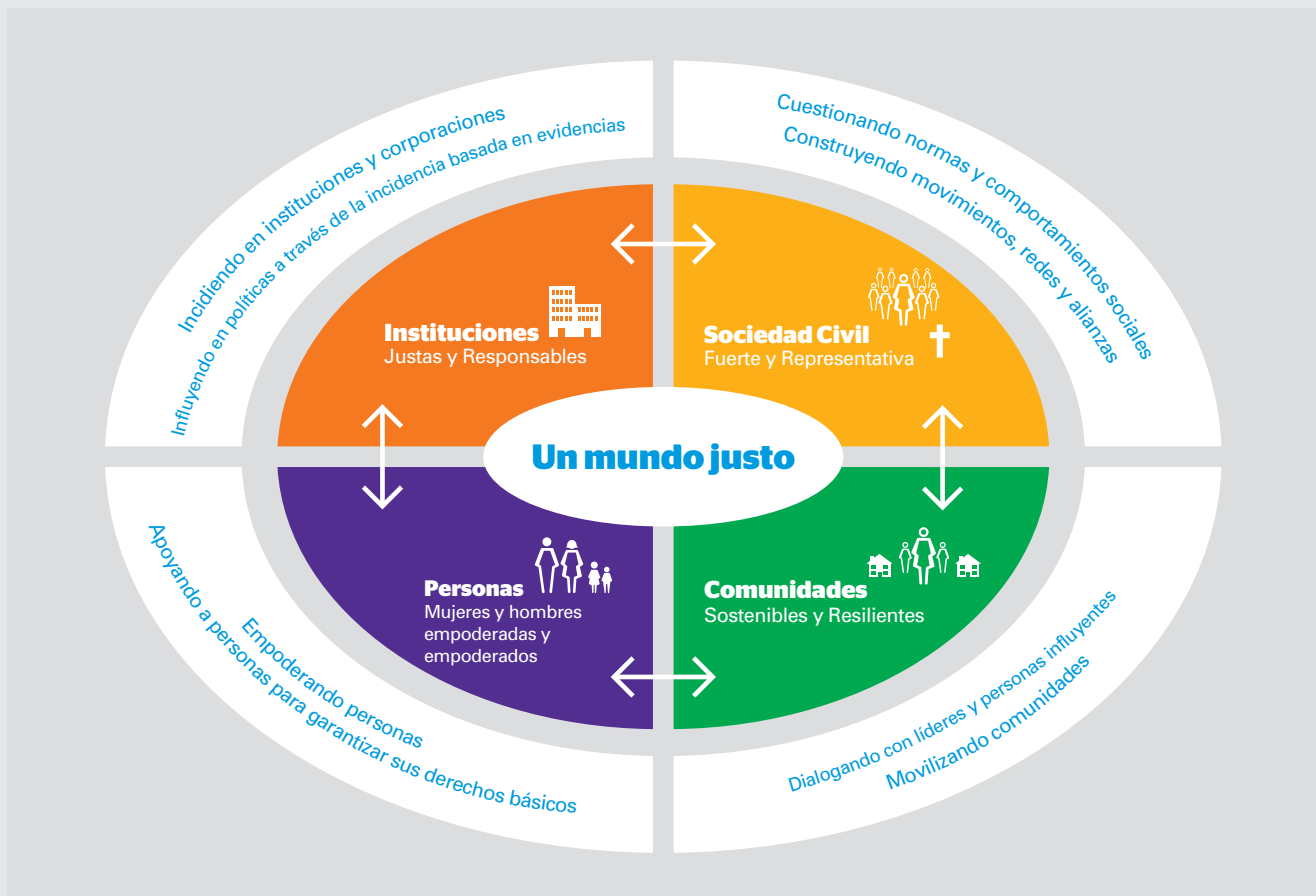 Incidiendo en instituciones y corporaciones
Influyendo en políticas a través de la incidencia basada en evidencias
Cuestionando normas y comportamientos sociales
Construyendo movimientos, redes y alianzas
Instituciones
Justas y Responsables
Sociedad Civil
Fuerte y Representativa
Un mundo justo
Personas
Mujeres y hombres
empoderadas y
empoderados
Comunidades
Sostenibles y Resilientes
Empoderando personas
Apoyando a personas para garantizar sus derechos básicos
Dialogando con líderes y personas influyentes
Movilizando comunidades